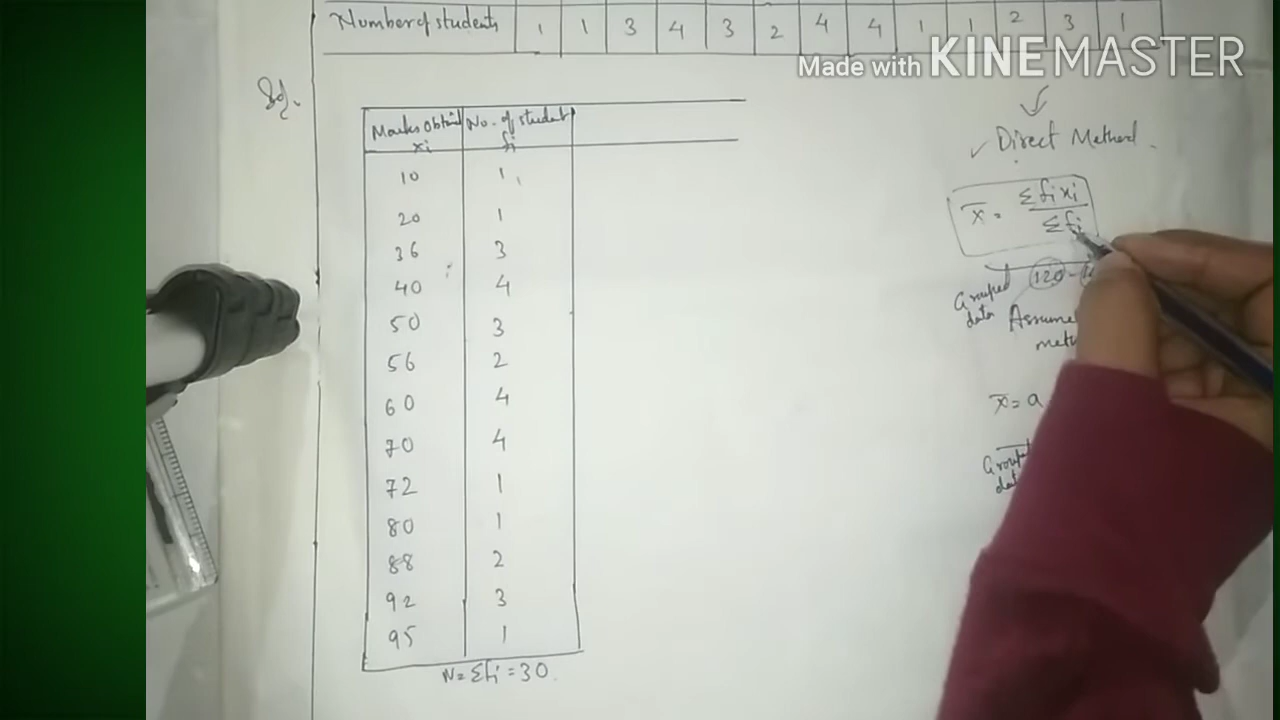 Number of students 1 1 3 4 3 2 4 4 1 1 2 3 1
Made with KINEMASTER
Sol.
Marks Obtaind No. of student
xi fi
10 1
20 1
36 3
40 4
50 3
56 2
60 4
70 4
72 1
80 1
88 2
92 3
95 1
N = Σfi = 30.
Direct Method.
x̄ = Σfixi / Σfi
Grouped data
120 -
Assume
x̄ = a